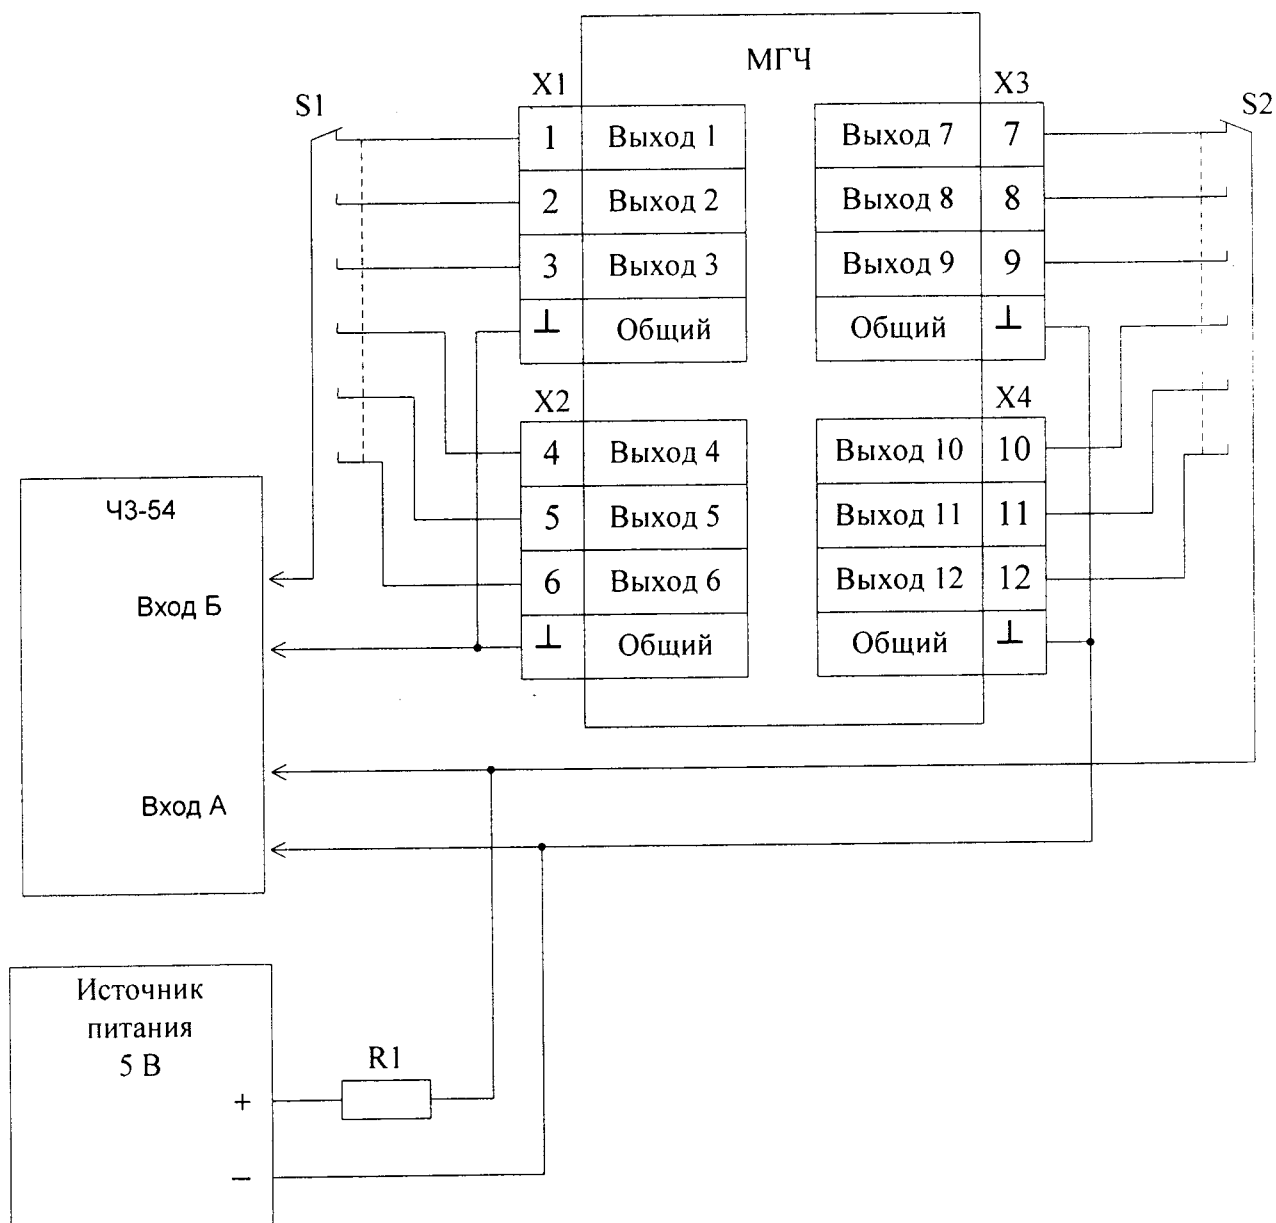 МГЧ
S1
X1
X3
S2
1 Выход 1
2 Выход 2
3 Выход 3
⊥ Общий
Выход 7 7
Выход 8 8
Выход 9 9
Общий ⊥
X2
X4
4 Выход 4
5 Выход 5
6 Выход 6
⊥ Общий
Выход 10 10
Выход 11 11
Выход 12 12
Общий ⊥
ЧЗ-54
Вход Б
Вход А
Источник
питания
5 В
R1
+
−